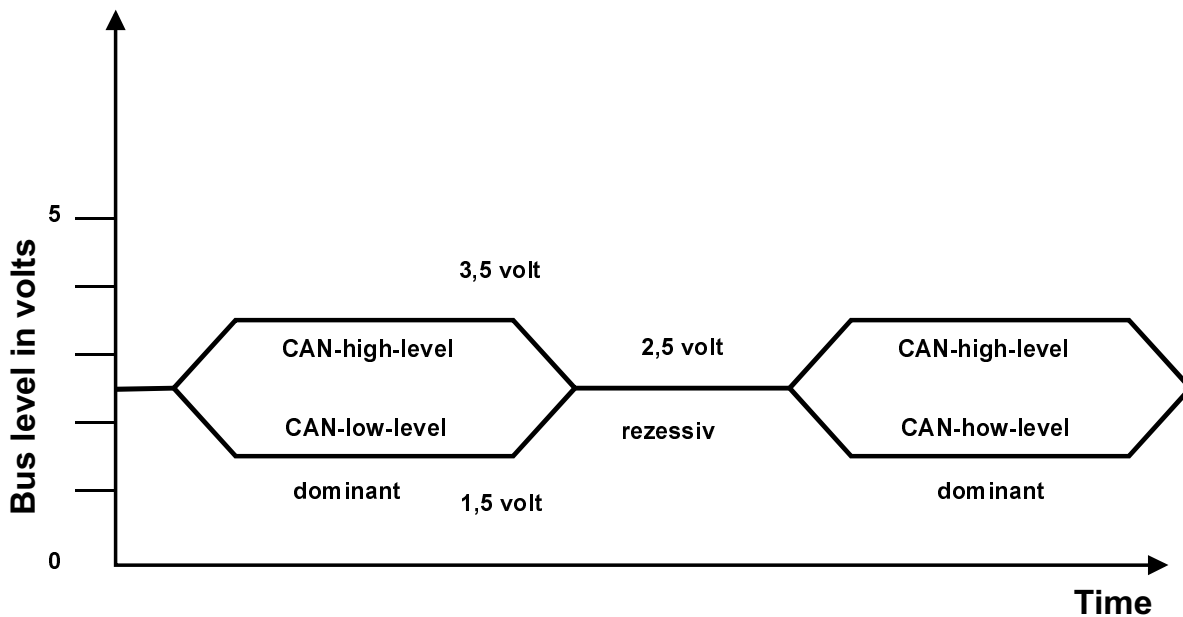 5
3,5 volt
CAN-high-level
2,5 volt
CAN-high-level
CAN-low-level
rezessiv
CAN-how-level
dominant
1,5 volt
dominant
0
Bus level in volts
Time